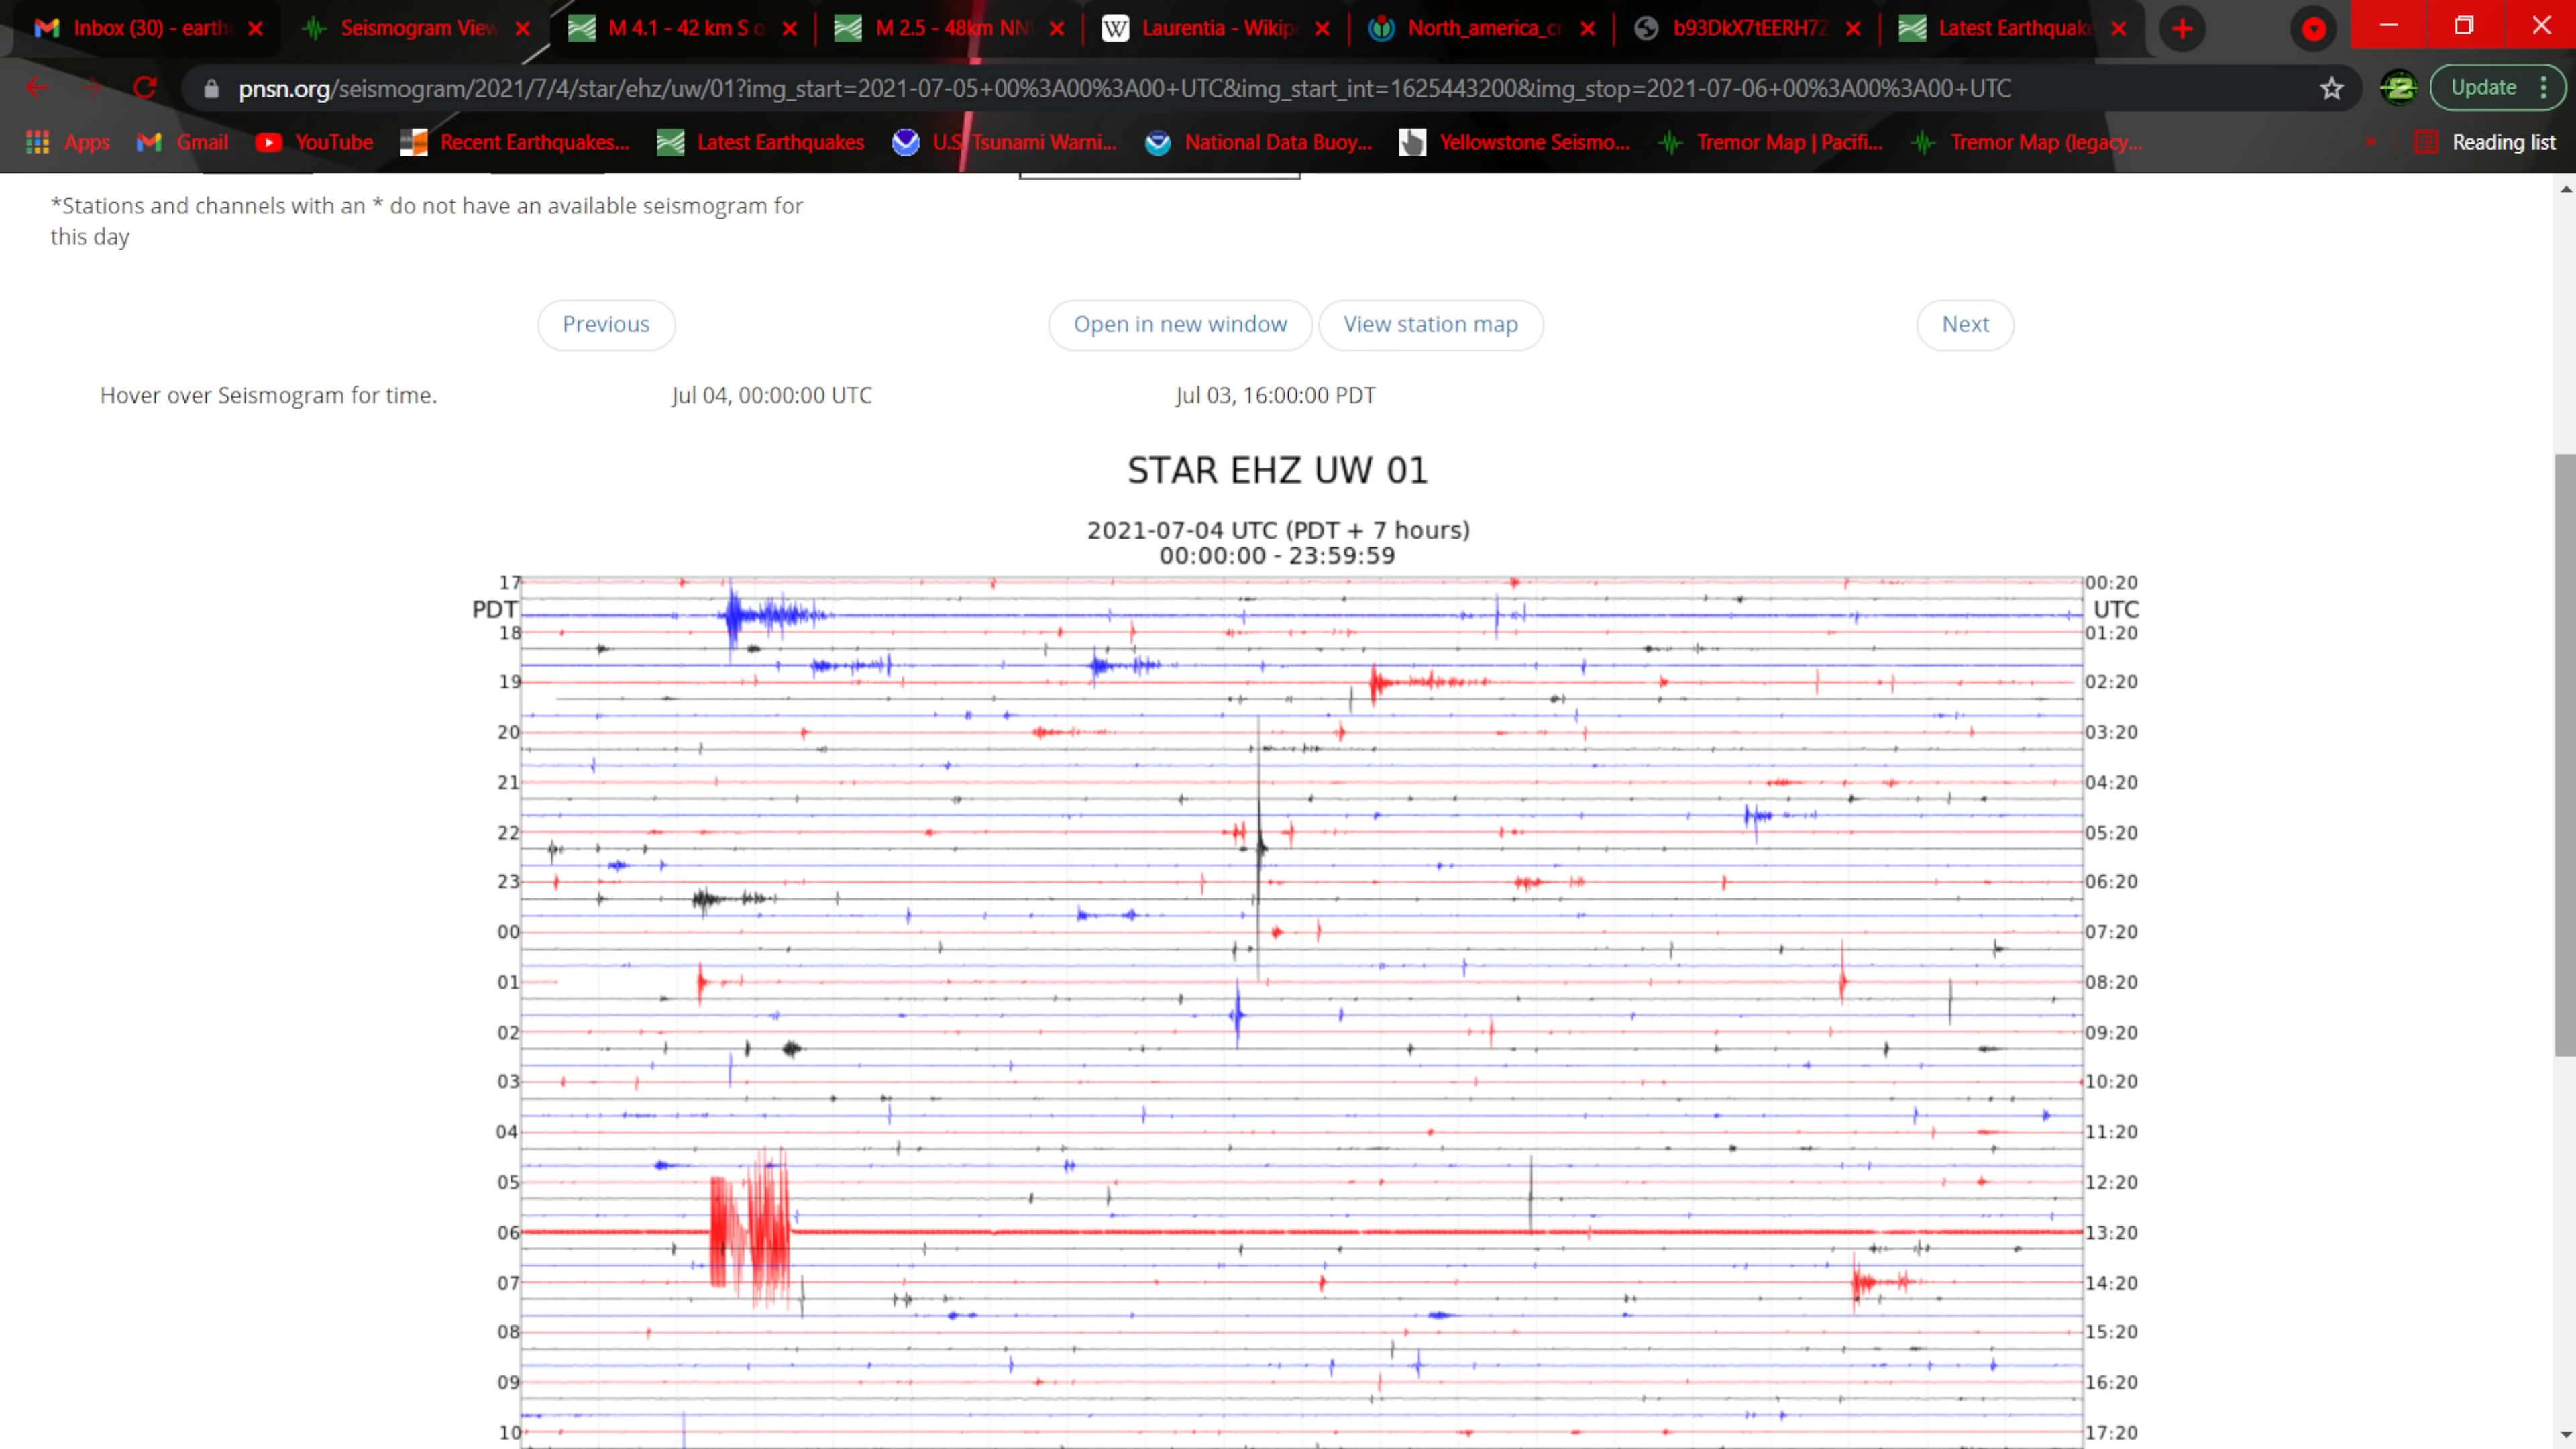 Inbox (30) - earth
Seismogram View
M 4.1 - 42 km S o
M 2.5 - 48km NN
Laurentia - Wikip
North_america_cr
b93DkX7tEERH7Z
Latest Earthquake
pnsn.org/seismogram/2021/7/4/star/ehz/uw/01?img_start=2021-07-05+00%3A00%3A00+UTC&img_start_int=1625443200&img_stop=2021-07-06+00%3A00%3A00+UTC
Update
Apps
Gmail
YouTube
Recent Earthquakes...
Latest Earthquakes
U.S. Tsunami Warni...
National Data Buoy...
Yellowstone Seismo...
Tremor Map | Pacifi...
Tremor Map (legacy...
Reading list
*Stations and channels with an * do not have an available seismogram for
this day
Previous
Open in new window
View station map
Next
Hover over Seismogram for time.
Jul 04, 00:00:00 UTC
Jul 03, 16:00:00 PDT
STAR EHZ UW 01
2021-07-04 UTC (PDT + 7 hours)
00:00:00 - 23:59:59
17 00:20
PDT UTC
18 01:20
19 02:20
20 03:20
21 04:20
22 05:20
23 06:20
00 07:20
01 08:20
02 09:20
03 10:20
04 11:20
05 12:20
06 13:20
07 14:20
08 15:20
09 16:20
10 17:20